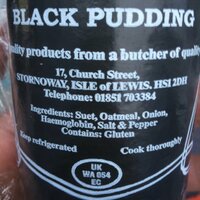 BLACK PUDDING
quality products from a butcher of quality
17, Church Street,
STORNOWAY, ISLE of LEWIS. HS1 2DH
Telephone: 01851 703384
Ingredients: Suet, Oatmeal, Onion,
Haemoglobin, Salt & Pepper
Contains: Gluten
Keep refrigerated Cook thoroughly
UK
WA 054
EC